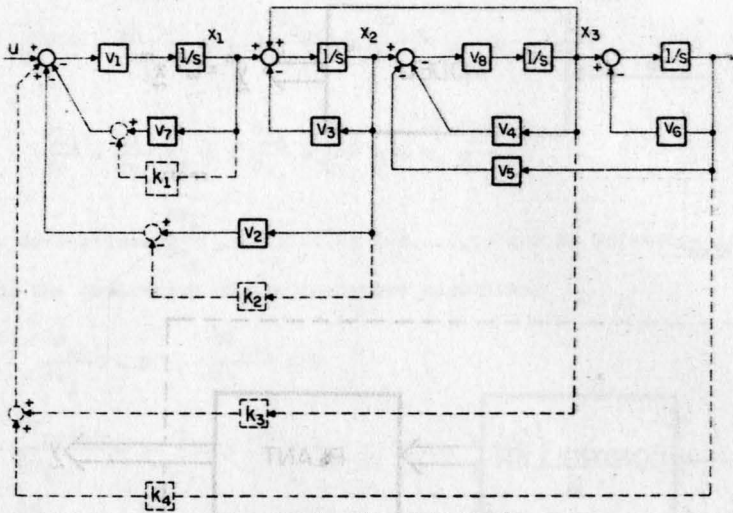 u + V₁ 1/S X₁ + + 1/S X₂ + V₈ 1/S X₃ + 1/S
+ + - -
+ V₇ V₃ V₄ V₆
V₅
k₁
+ V₂
k₂
+ k₃
+ +
PLANT
k₄